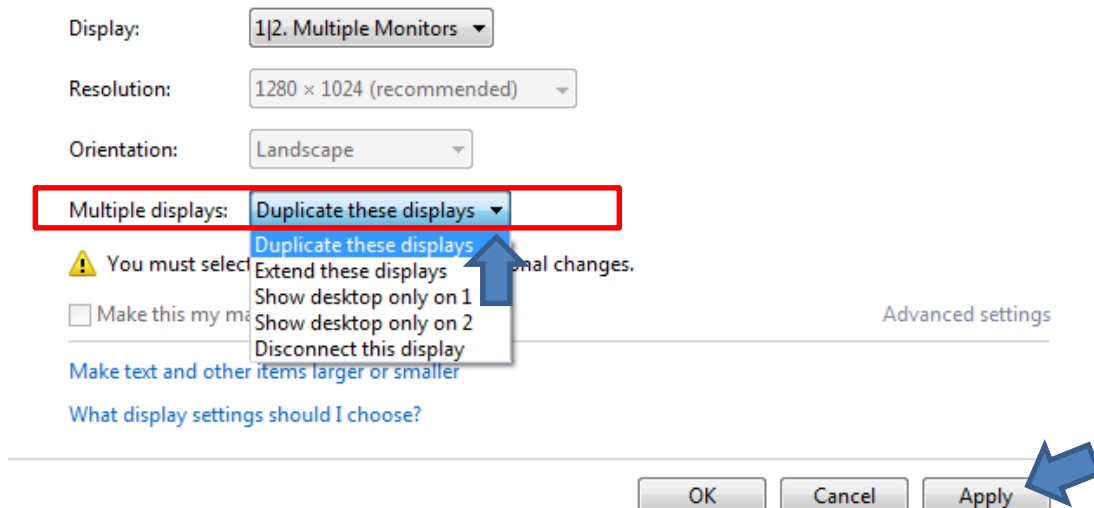 Display: 1|2. Multiple Monitors
Resolution: 1280 × 1024 (recommended)
Orientation: Landscape
Multiple displays: Duplicate these displays
Duplicate these displays
You must select nal changes.
Extend these displays
Show desktop only on 1
Make this my ma Advanced settings
Show desktop only on 2
Disconnect this display
Make text and other items larger or smaller
What display settings should I choose?
OK Cancel Apply